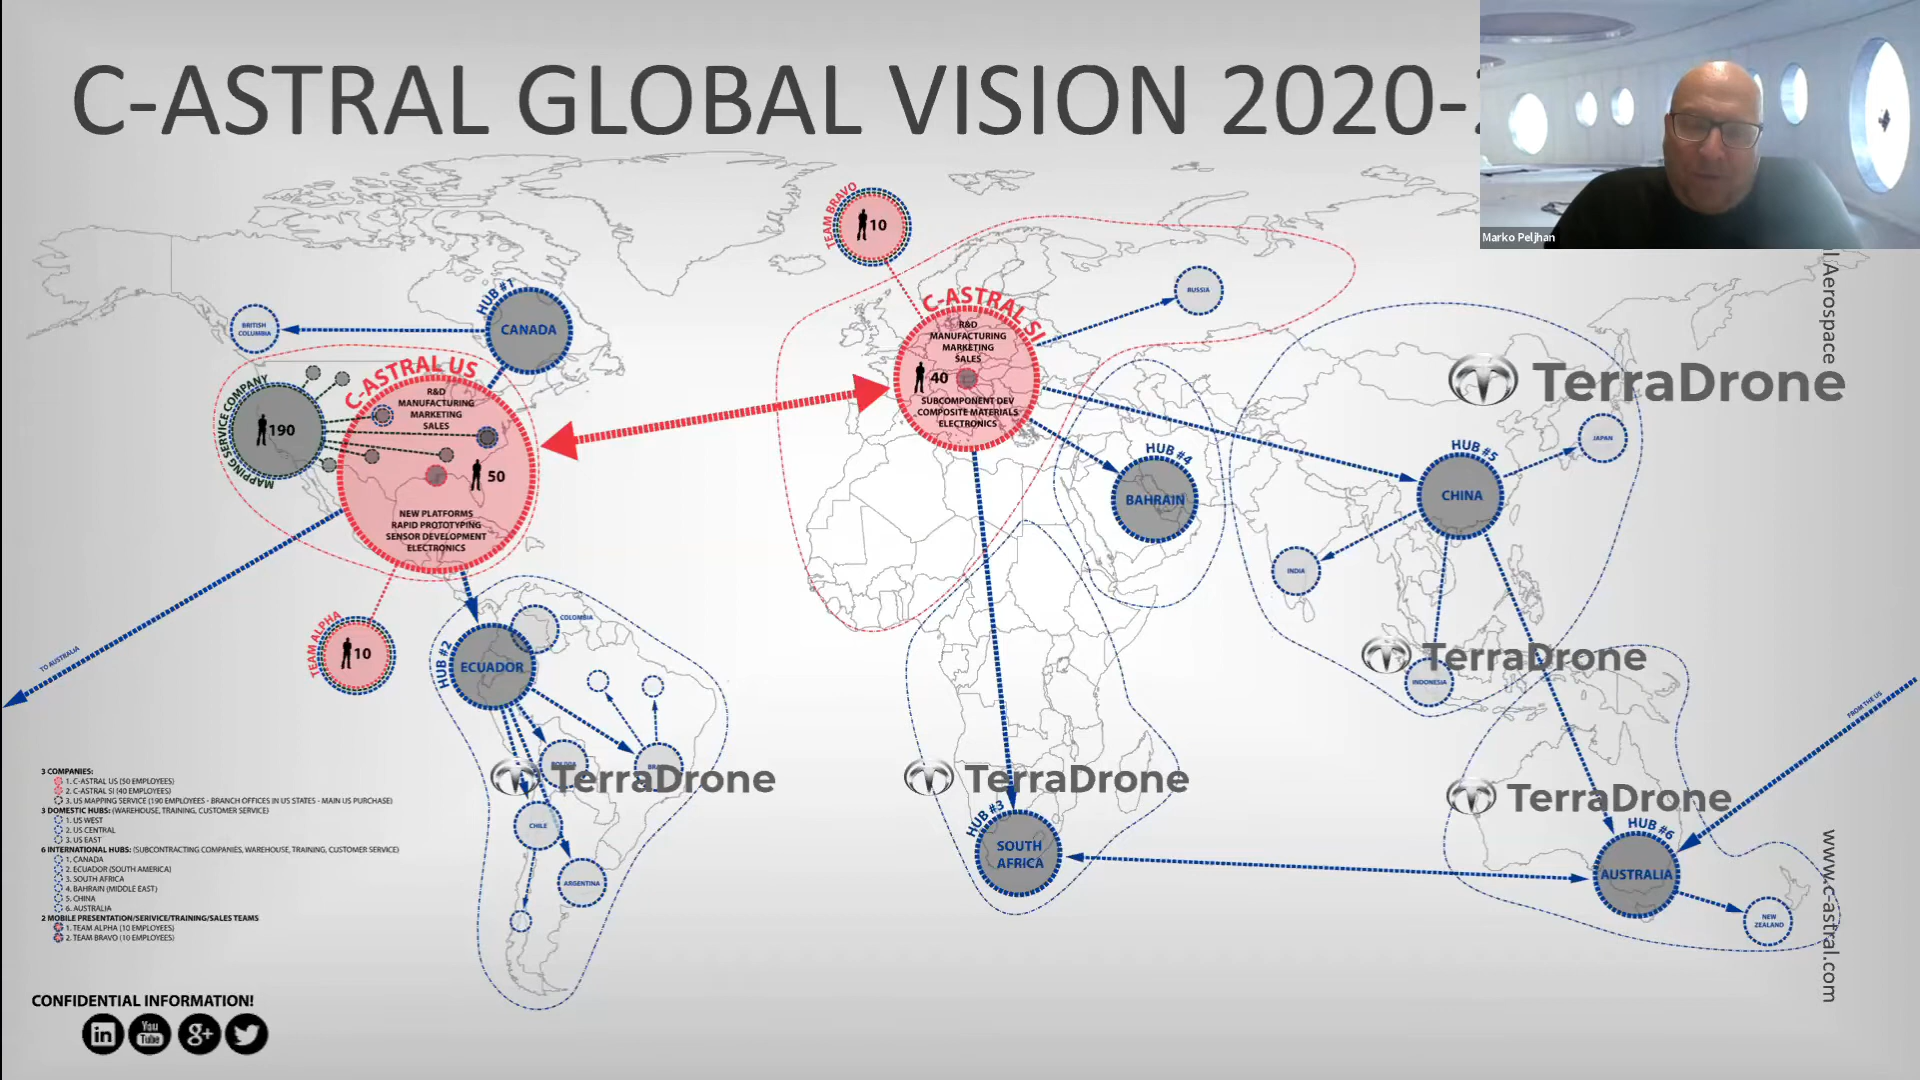 C-ASTRAL GLOBAL VISION 2020-
Marko Peljhan
TEAM BRAVO
10
RUSSIA
HUB #1
CANADA
BRITISH
COLUMBIA
C-ASTRAL SI
R&D
MANUFACTURING
MARKETING
SALES
40
SUBCOMPONENT DEV
COMPOSITE MATERIALS
ELECTRONICS
C-ASTRAL US
R&D
MANUFACTURING
MARKETING
SALES
50
NEW PLATFORMS
RAPID PROTOTYPING
SENSOR DEVELOPMENT
ELECTRONICS
MAPPING SERVICE COMPANY
190
TerraDrone
JAPAN
HUB #5
CHINA
HUB #4
BAHRAIN
INDIA
TO AUSTRALIA
TEAM ALPHA
10
HUB #2
ECUADOR
COLOMBIA
TerraDrone
INDONESIA
FROM THE US
TerraDrone
CHILE
ARGENTINA
TerraDrone
HUB #3
SOUTH
AFRICA
TerraDrone
HUB #6
AUSTRALIA
NEW
ZEALAND
Aerospace
www.c-astral.com
3 COMPANIES:
1. C-ASTRAL US (50 EMPLOYEES)
2. C-ASTRAL SI (40 EMPLOYEES)
3. US MAPPING SERVICE (190 EMPLOYEES - BRANCH OFFICES IN US STATES - MAIN US PURCHASE)
3 DOMESTIC HUBS: (WAREHOUSE, TRAINING, CUSTOMER SERVICE)
1. US WEST
2. US CENTRAL
3. US EAST
6 INTERNATIONAL HUBS: (SUBCONTRACTING COMPANIES, WAREHOUSE, TRAINING, CUSTOMER SERVICE)
1. CANADA
2. ECUADOR (SOUTH AMERICA)
3. SOUTH AFRICA
4. BAHRAIN (MIDDLE EAST)
5. CHINA
6. AUSTRALIA
2 MOBILE PRESENTATION/SERVICE/TRAINING/SALES TEAMS
1. TEAM ALPHA (10 EMPLOYEES)
2. TEAM BRAVO (10 EMPLOYEES)
CONFIDENTIAL INFORMATION!
in
You
Tube
g+